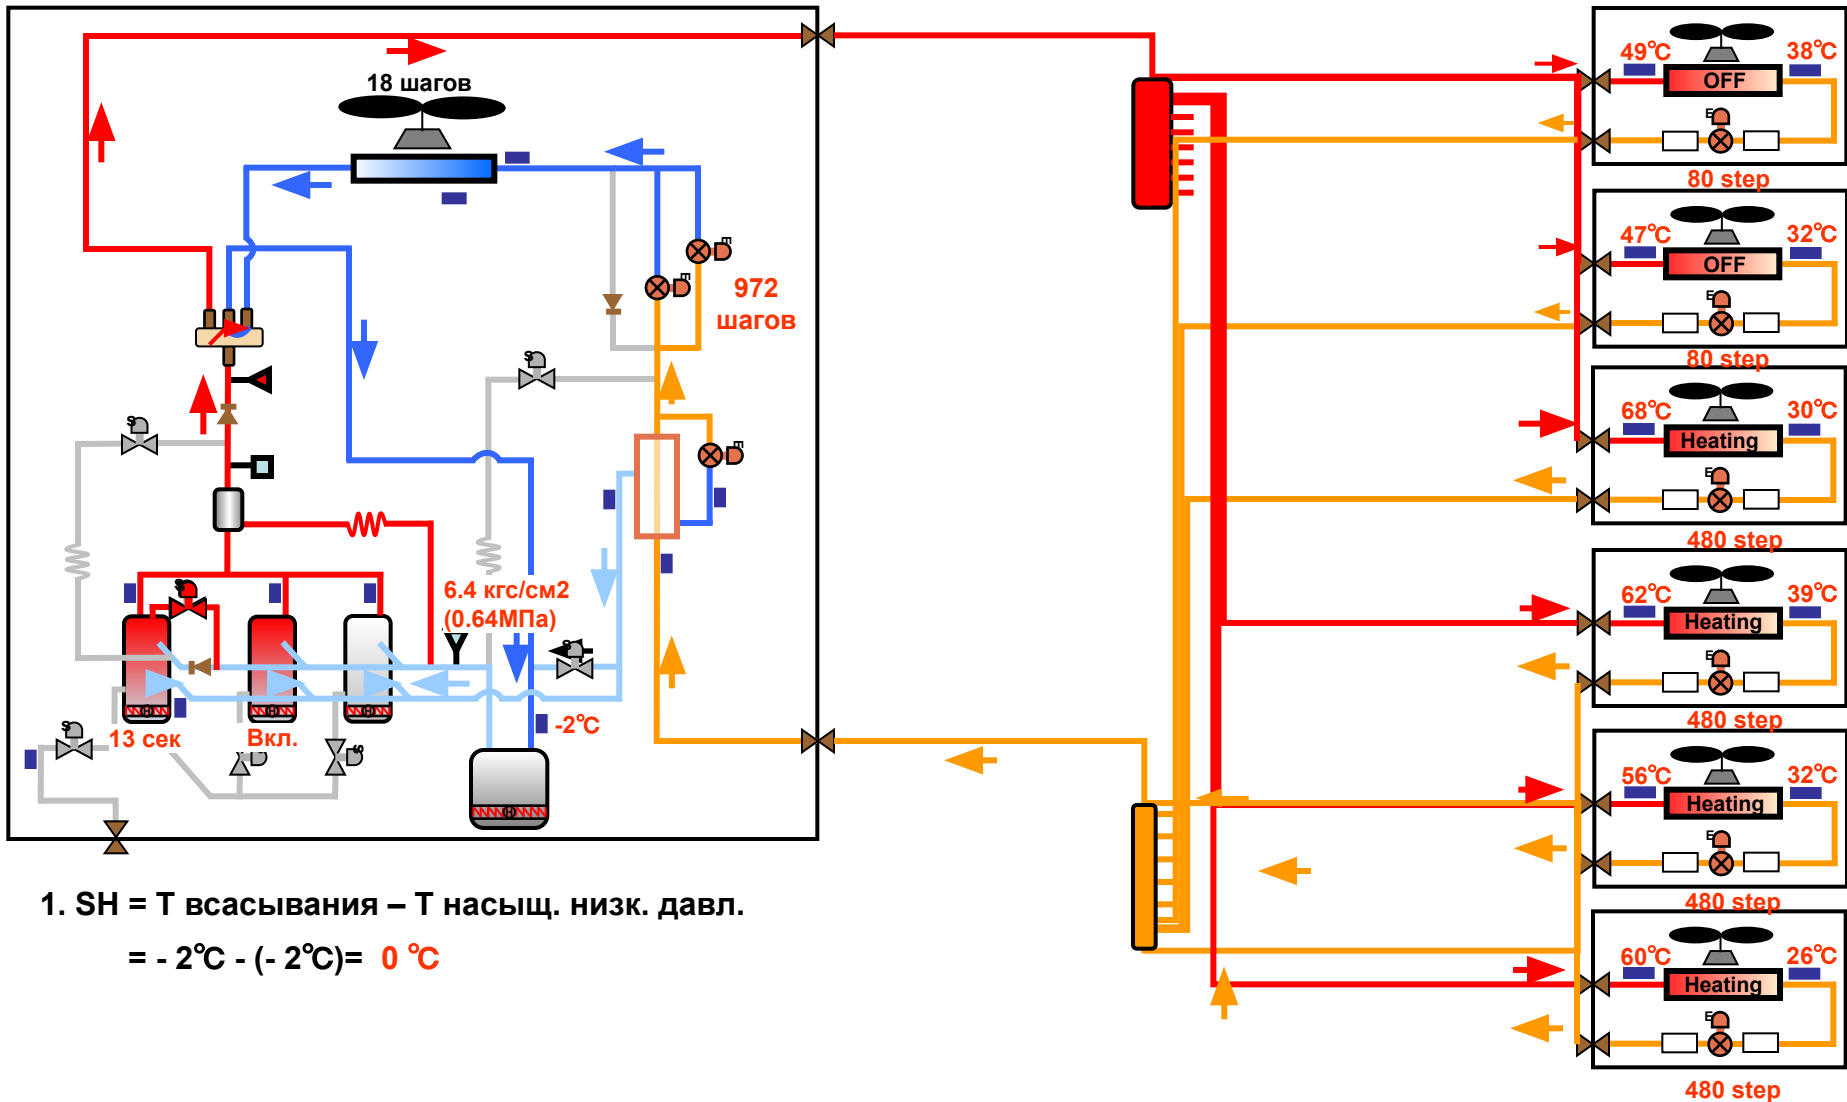 18 шагов
972
шагов
6.4 кгс/см2
(0.64МПа)
-2℃
13 сек
Вкл.
S
S
S
S
S
S
E
E
E
H
H
H
H
49℃
38℃
OFF
E
80 step
47℃
32℃
OFF
E
80 step
68℃
30℃
Heating
E
480 step
62℃
39℃
Heating
E
480 step
56℃
32℃
Heating
E
480 step
60℃
26℃
Heating
E
480 step
1. SH = Т всасывания – Т насыщ. низк. давл.
= - 2℃ - (- 2℃)= 0 ℃